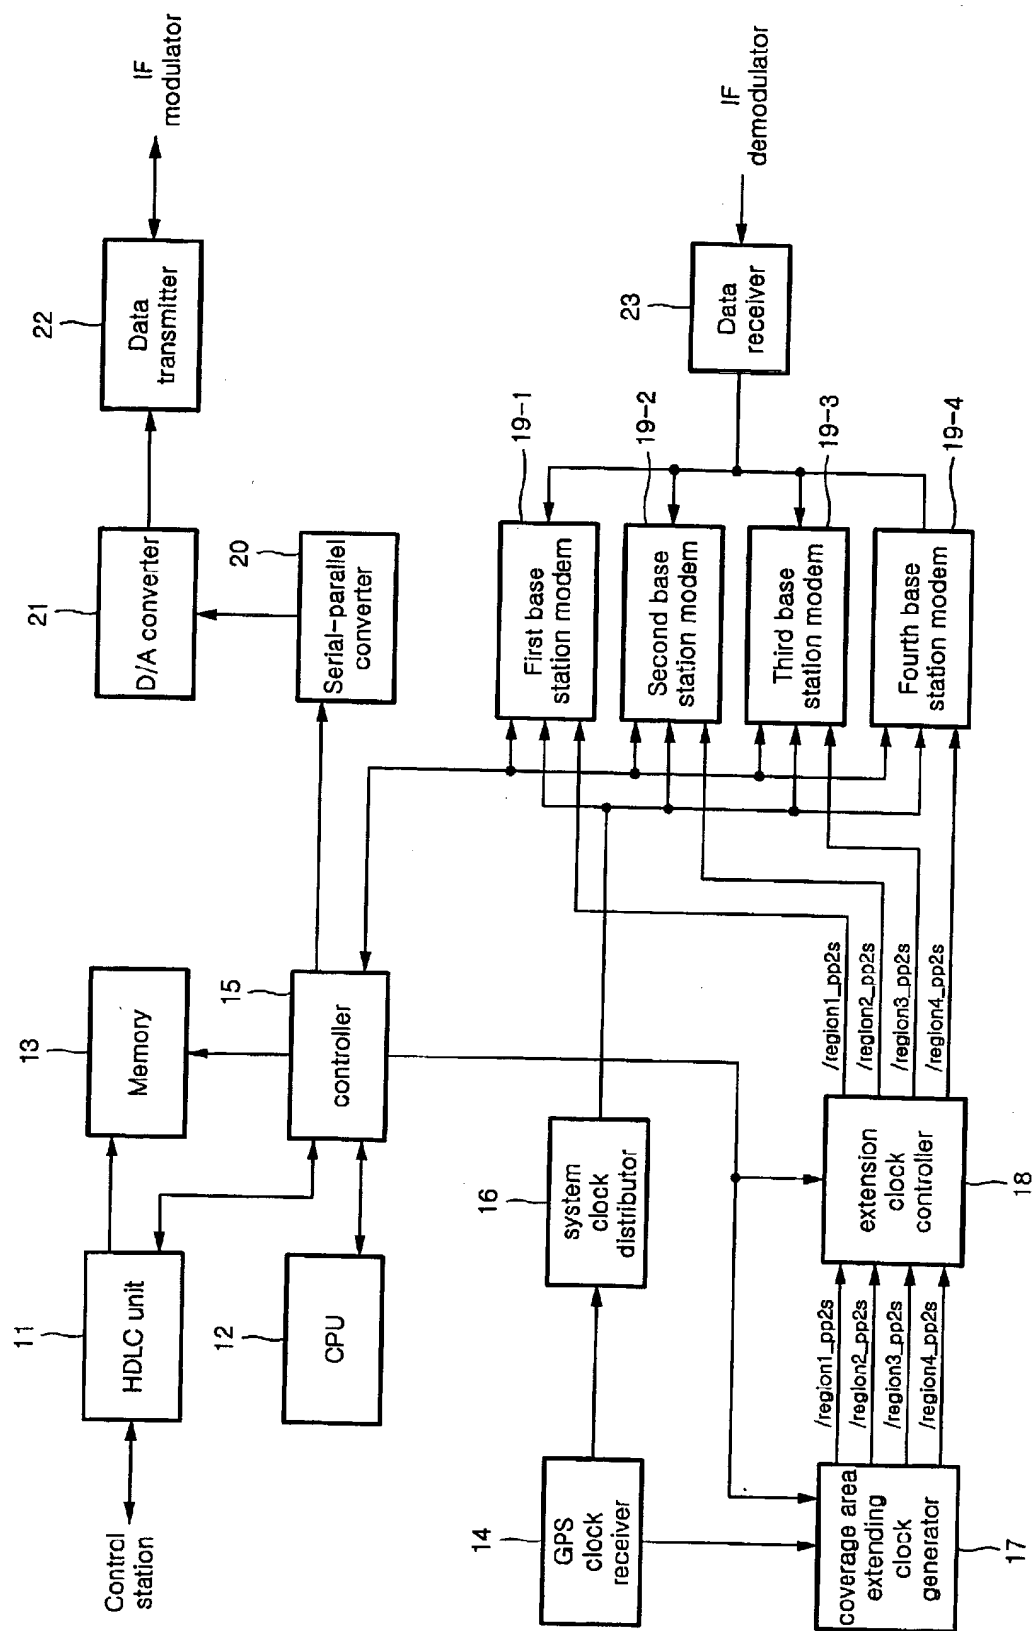 Control
station
11
HDLC unit
13
Memory
12
CPU
15
controller
21
D/A converter
20
Serial-parallel
converter
22
Data
transmitter
IF
modulator
14
GPS
clock
receiver
16
system
clock
distributor
17
coverage area
extending
clock
generator
/region1_pp2s
/region2_pp2s
/region3_pp2s
/region4_pp2s
18
extension
clock
controller
/region1_pp2s
/region2_pp2s
/region3_pp2s
/region4_pp2s
19-1
First base
station modem
19-2
Second base
station modem
19-3
Third base
station modem
19-4
Fourth base
station modem
23
Data
receiver
IF
demodulator